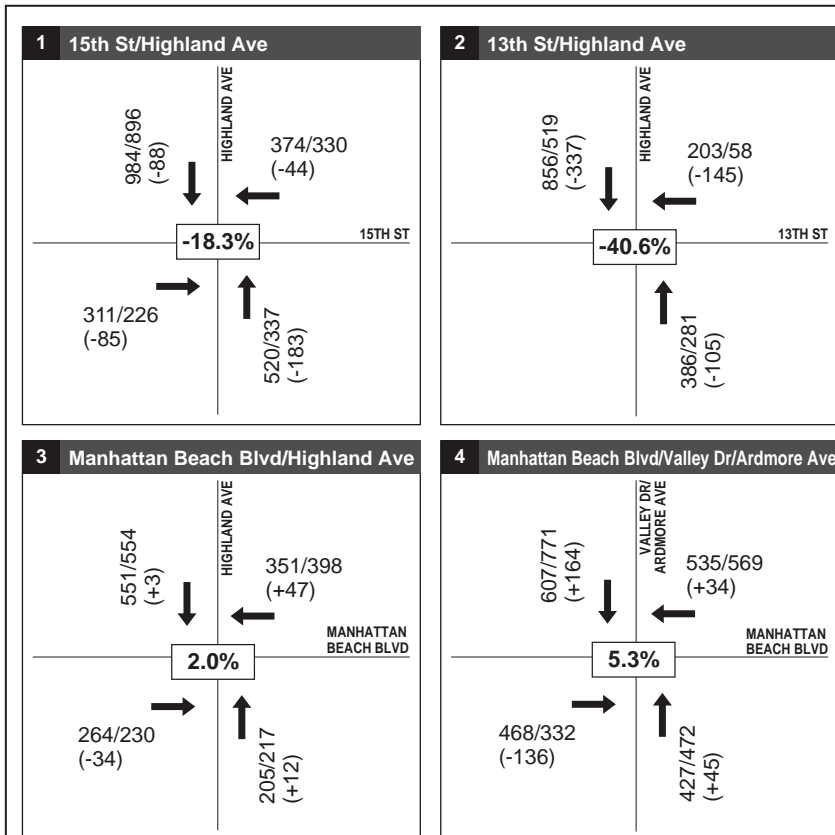 1 15th St/Highland Ave
HIGHLAND AVE
984/896
(-88)
374/330
(-44)
-18.3%
15TH ST
311/226
(-85)
520/337
(-183)
2 13th St/Highland Ave
HIGHLAND AVE
856/519
(-337)
203/58
(-145)
-40.6%
13TH ST
386/281
(-105)
3 Manhattan Beach Blvd/Highland Ave
HIGHLAND AVE
551/554
(+3)
351/398
(+47)
2.0%
MANHATTAN
BEACH BLVD
264/230
(-34)
205/217
(+12)
4 Manhattan Beach Blvd/Valley Dr/Ardmore Ave
VALLEY DR/
ARDMORE AVE
607/771
(+164)
535/569
(+34)
5.3%
MANHATTAN
BEACH BLVD
468/332
(-136)
427/472
(+45)